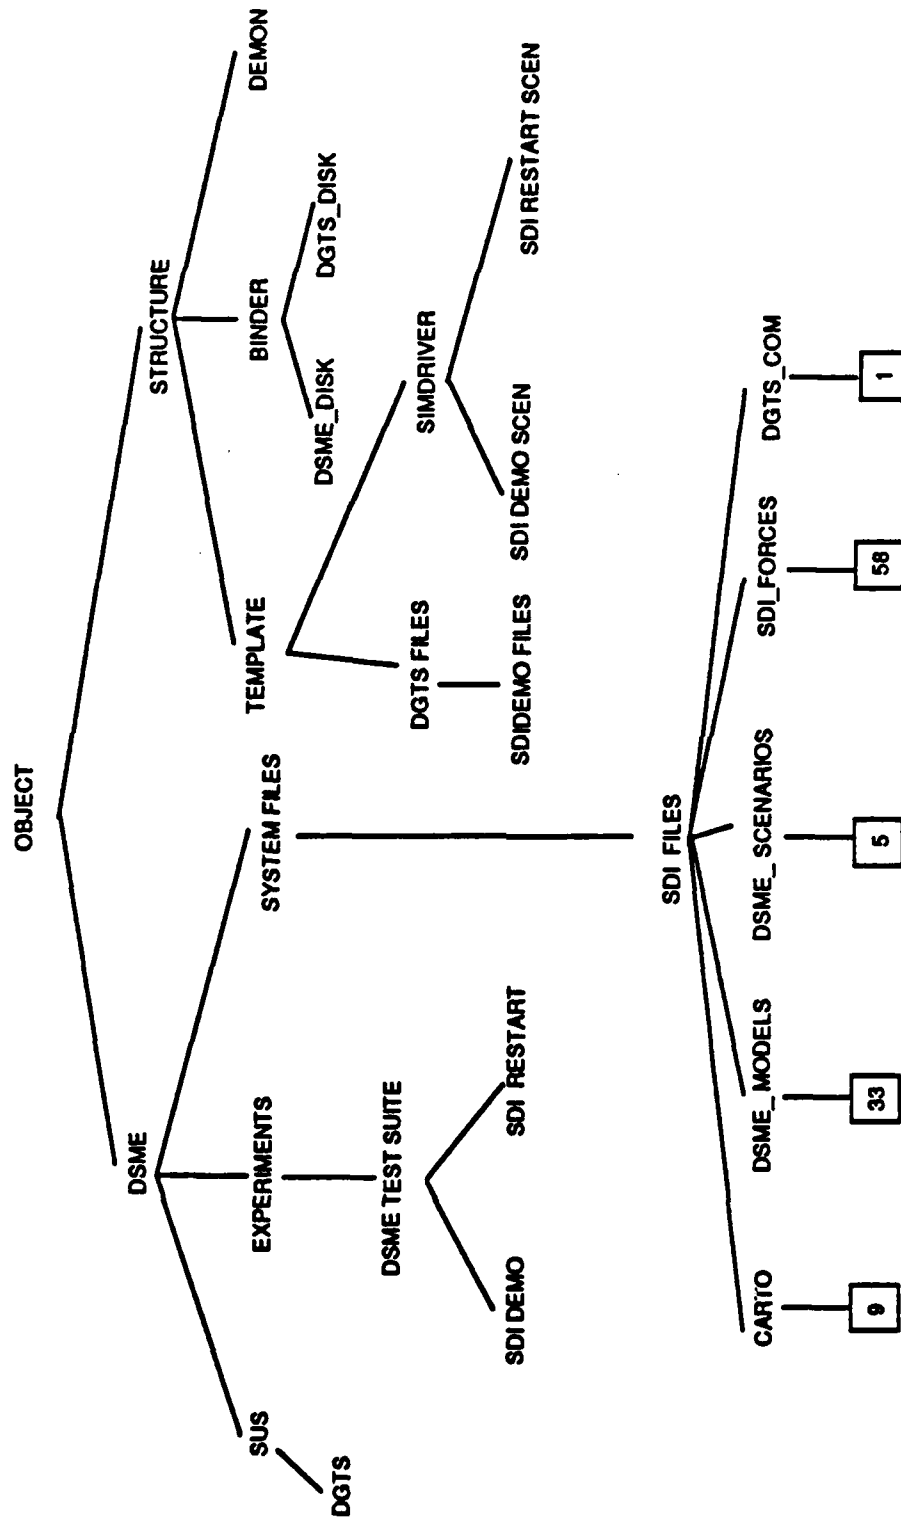 OBJECT
DSME
STRUCTURE
SUS
EXPERIMENTS
SYSTEM FILES
TEMPLATE
BINDER
DEMON
DGTS
DSME TEST SUITE
DGTS FILES
SIMDRIVER
DSME_DISK
DGTS_DISK
SDI DEMO
SDI RESTART
SDIDEMO FILES
SDI DEMO SCEN
SDI RESTART SCEN
SDI FILES
CARTO
DSME_MODELS
DSME_SCENARIOS
SDI_FORCES
DGTS_COM
9
33
5
58
1